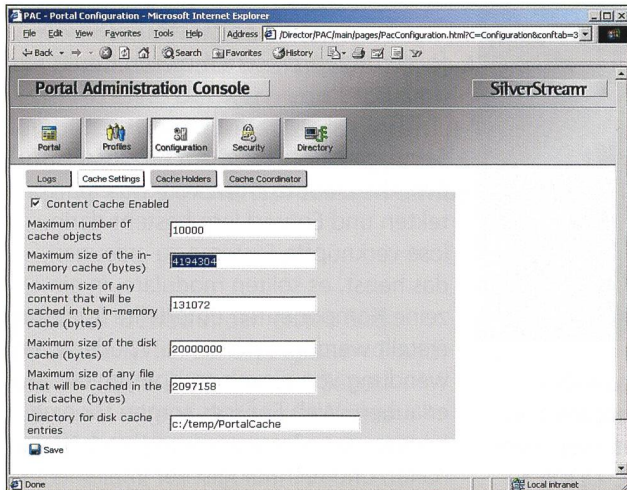 PAC - Portal Configuration - Microsoft Internet Explorer
File Edit View Favorites Tools Help Address /Director/PAC/main/pages/PacConfiguration.html?C=Configuration&conftab=3
Back Search Favorites History
Portal Administration Console SilverStream
Portal Profiles Configuration Security Directory
Logs Cache Settings Cache Holders Cache Coordinator
Content Cache Enabled
Maximum number of
cache objects
10000
Maximum size of the in-
memory cache (bytes)
4194304
Maximum size of any
content that will be
cached in the in-memory
cache (bytes)
131072
Maximum size of the disk
cache (bytes)
20000000
Maximum size of any file
that will be cached in the
disk cache (bytes)
2097158
Directory for disk cache
entries
c:/temp/PortalCache
Save
Done Local intranet